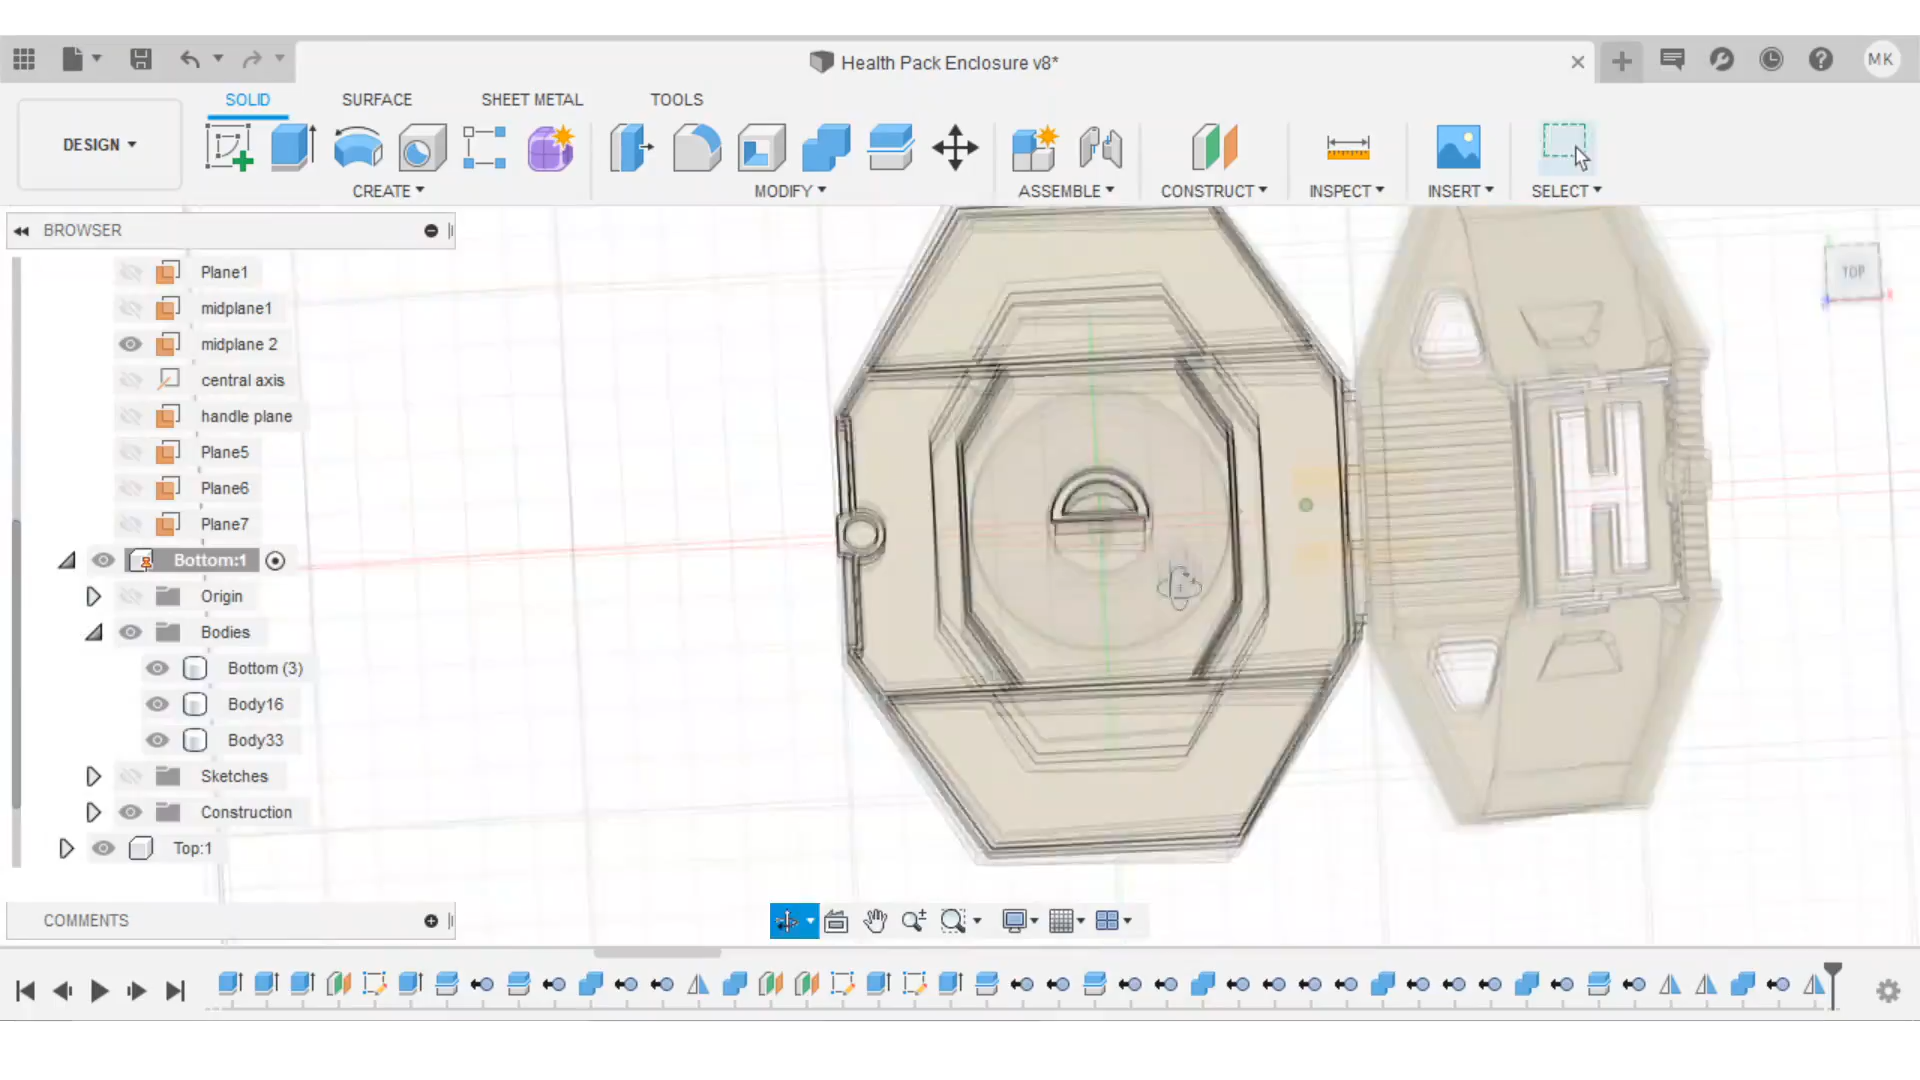 Health Pack Enclosure v8*
MK
SOLID
SURFACE
SHEET METAL
TOOLS
DESIGN
CREATE
MODIFY
ASSEMBLE
CONSTRUCT
INSPECT
INSERT
SELECT
BROWSER
Plane1
midplane1
midplane 2
central axis
handle plane
Plane5
Plane6
Plane7
Bottom:1
Origin
Bodies
Bottom (3)
Body16
Body33
Sketches
Construction
Top:1
TOP
COMMENTS